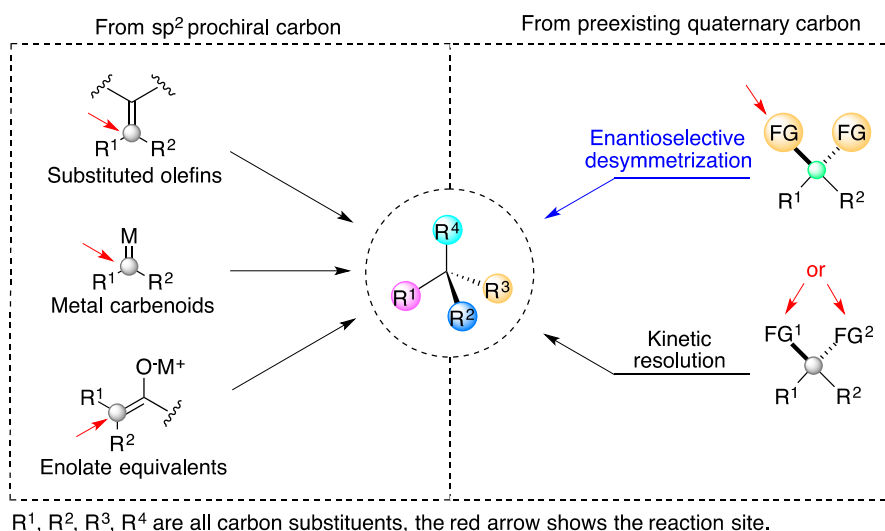 From sp² prochiral carbon
From preexisting quaternary carbon
R¹ R²
Substituted olefins
M
R¹ R²
Metal carbenoids
O⁻M⁺
R¹
R²
Enolate equivalents
R⁴
R¹
R³
R²
Enantioselective
desymmetrization
FG FG
R¹ R²
or
Kinetic
resolution
FG¹ FG²
R¹ R²
R¹, R², R³, R⁴ are all carbon substituents, the red arrow shows the reaction site.